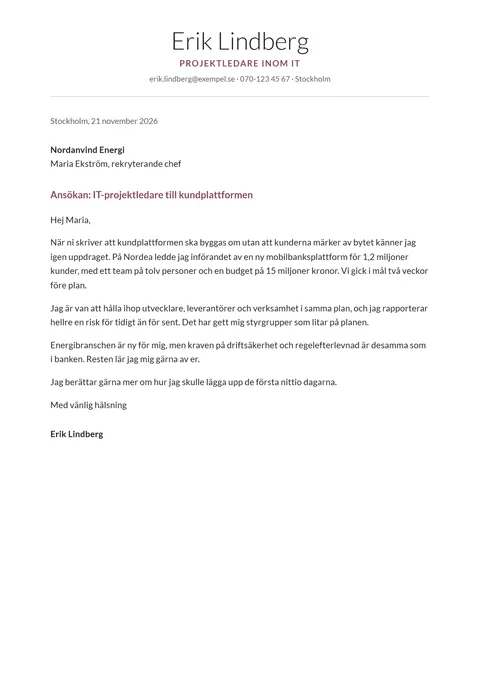 Erik Lindberg
PROJEKTLEDARE INOM IT
erik.lindberg@exempel.se · 070-123 45 67 · Stockholm
Stockholm, 21 november 2026
Nordanvind Energi
Maria Ekström, rekryterande chef
Ansökan: IT-projektledare till kundplattformen
Hej Maria,
När ni skriver att kundplattformen ska byggas om utan att kunderna märker av bytet känner jag
igen uppdraget. På Nordea ledde jag införandet av en ny mobilbanksplattform för 1,2 miljoner
kunder, med ett team på tolv personer och en budget på 15 miljoner kronor. Vi gick i mål två veckor
före plan.
Jag är van att hålla ihop utvecklare, leverantörer och verksamhet i samma plan, och jag rapporterar
hellre en risk för tidigt än för sent. Det har gett mig styrgrupper som litar på planen.
Energibranschen är ny för mig, men kraven på driftsäkerhet och regelefterlevnad är desamma som
i banken. Resten lär jag mig gärna av er.
Jag berättar gärna mer om hur jag skulle lägga upp de första nittio dagarna.
Med vänlig hälsning
Erik Lindberg